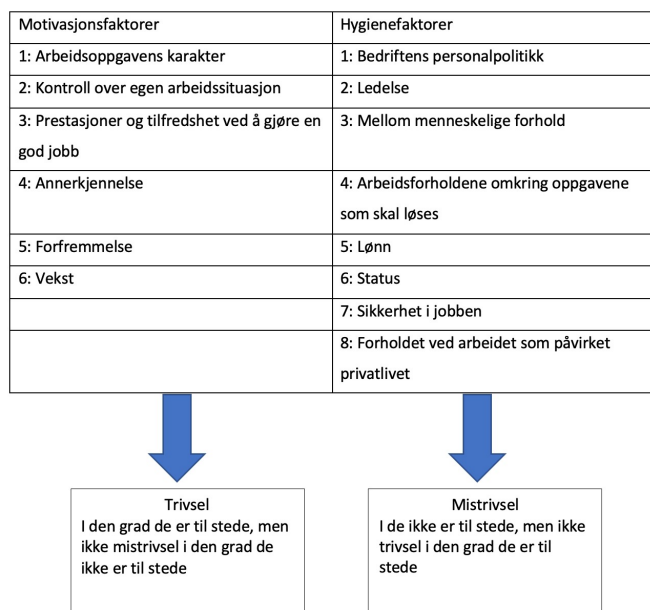 Motivasjonsfaktorer
Hygienefaktorer
1: Arbeidsoppgavens karakter
1: Bedriftens personalpolitikk
2: Kontroll over egen arbeidssituasjon
2: Ledelse
3: Prestasjoner og tilfredshet ved å gjøre en
god jobb
3: Mellom menneskelige forhold
4: Annerkjennelse
4: Arbeidsforholdene omkring oppgavene
som skal løses
5: Forfremmelse
5: Lønn
6: Vekst
6: Status
7: Sikkerhet i jobben
8: Forholdet ved arbeidet som påvirket
privatlivet
Trivsel
I den grad de er til stede, men
ikke mistrivsel i den grad de
ikke er til stede
Mistrivsel
I de ikke er til stede, men ikke
trivsel i den grad de er til
stede